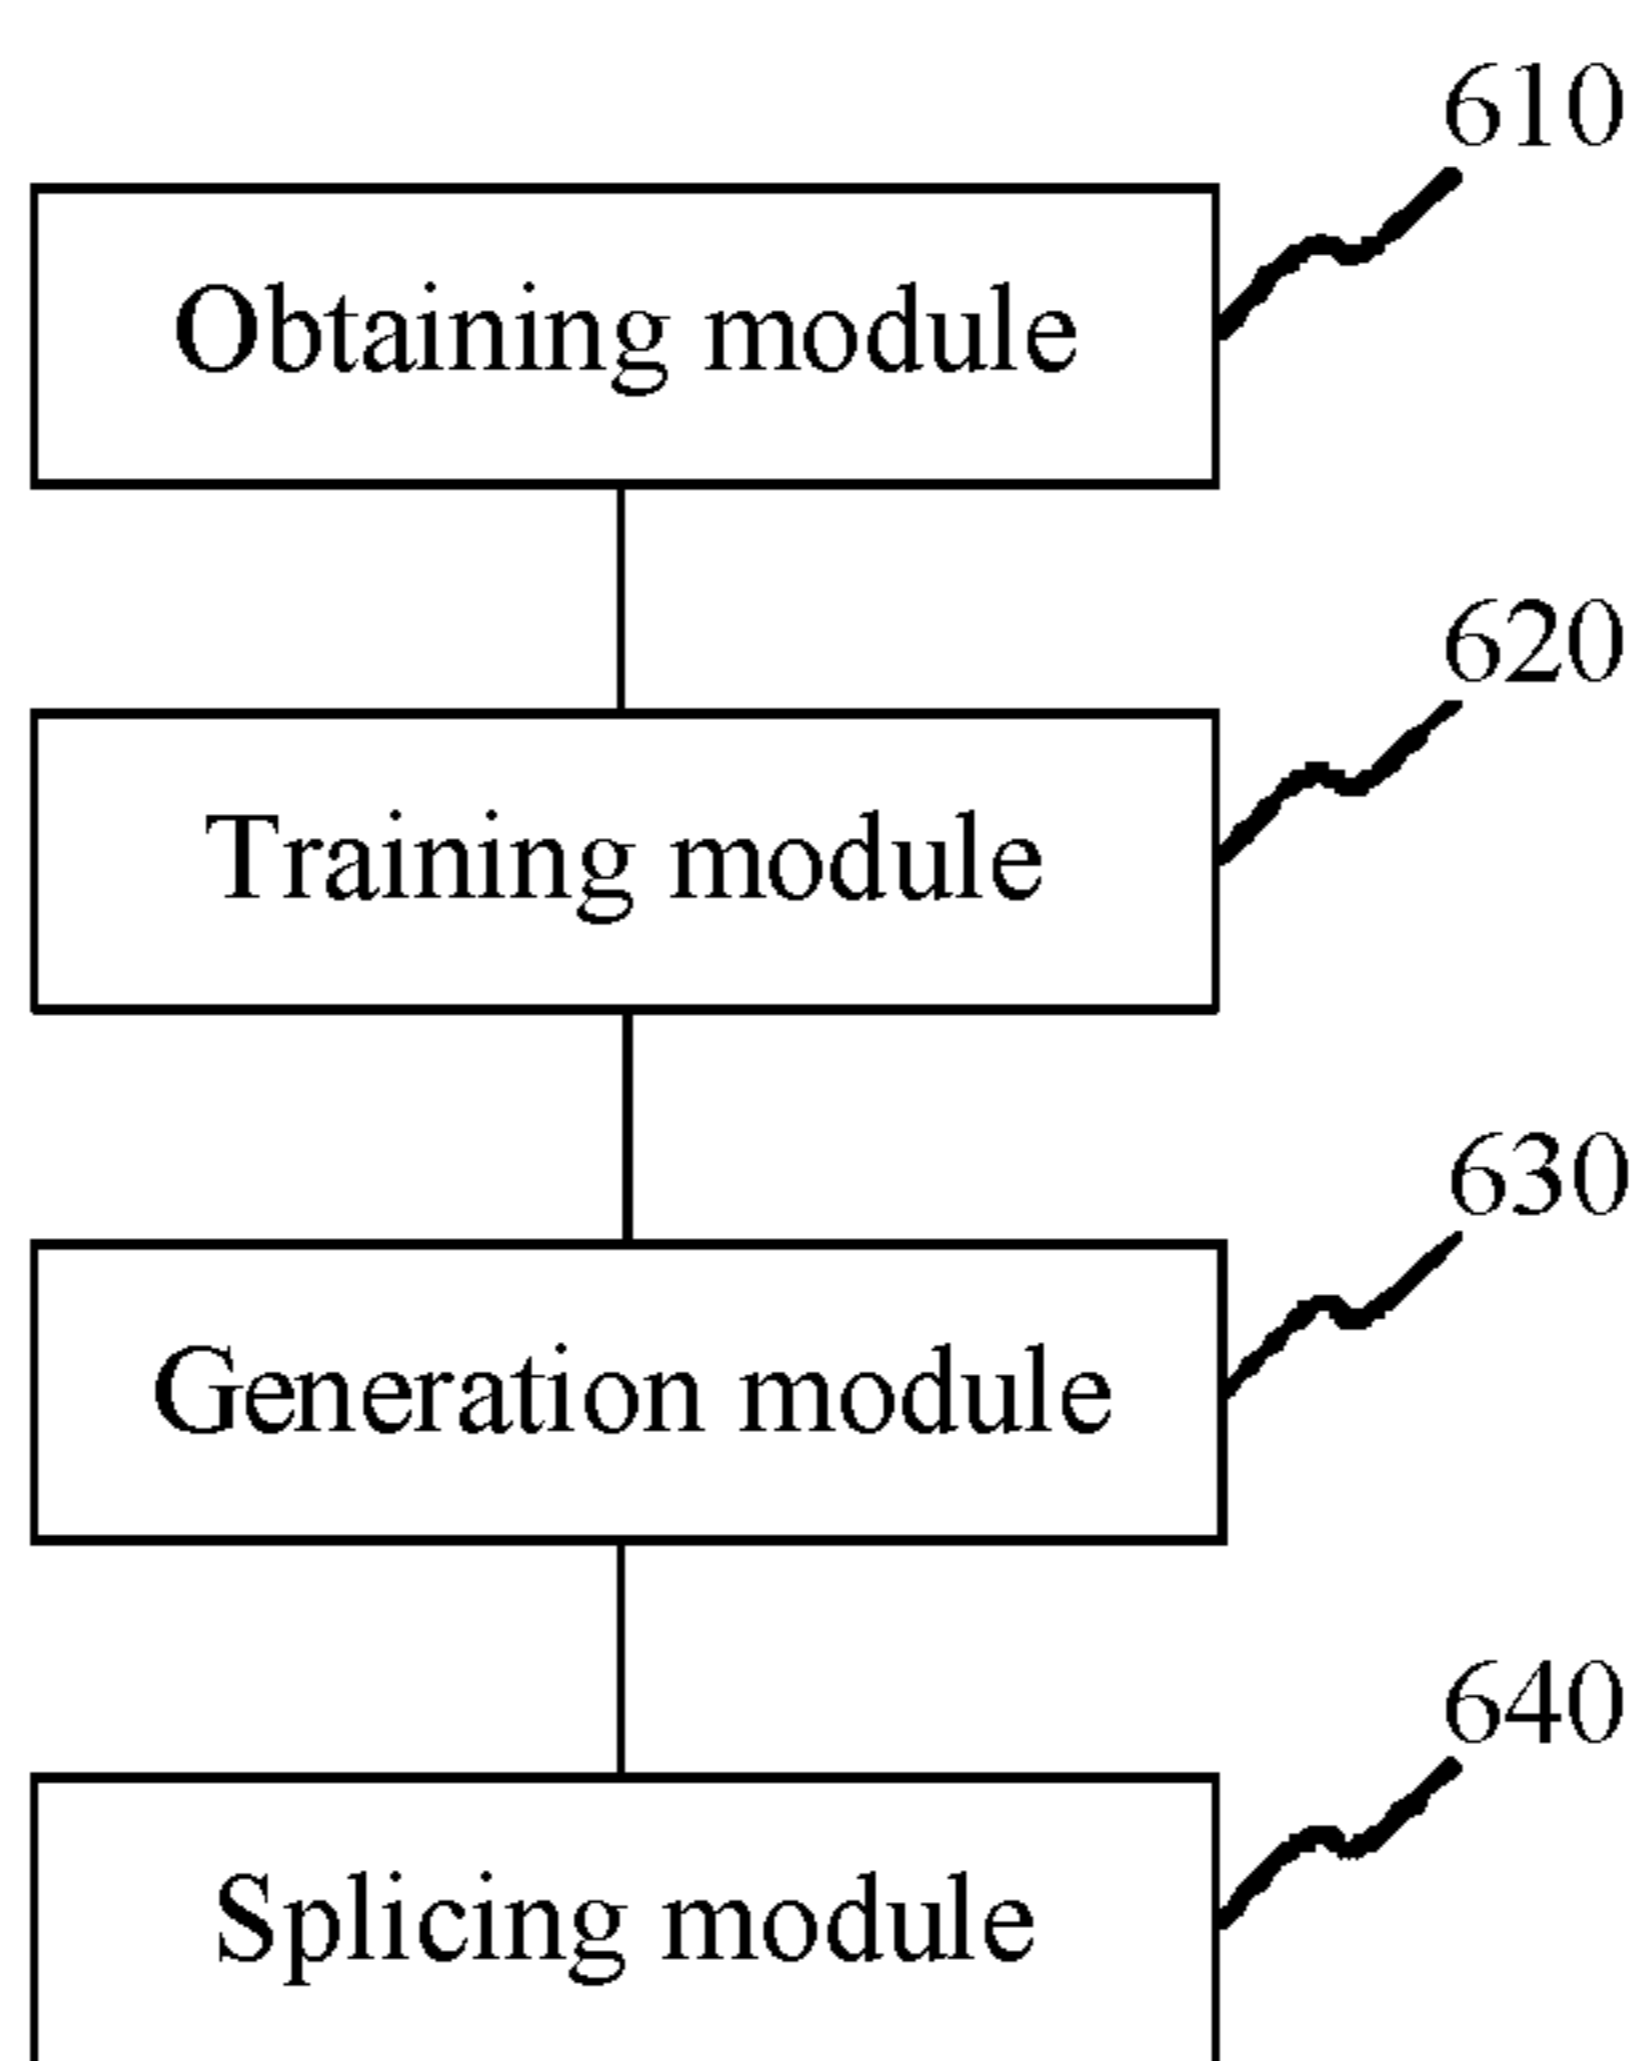 610
Obtaining module
620
Training module
630
Generation module
640
Splicing module